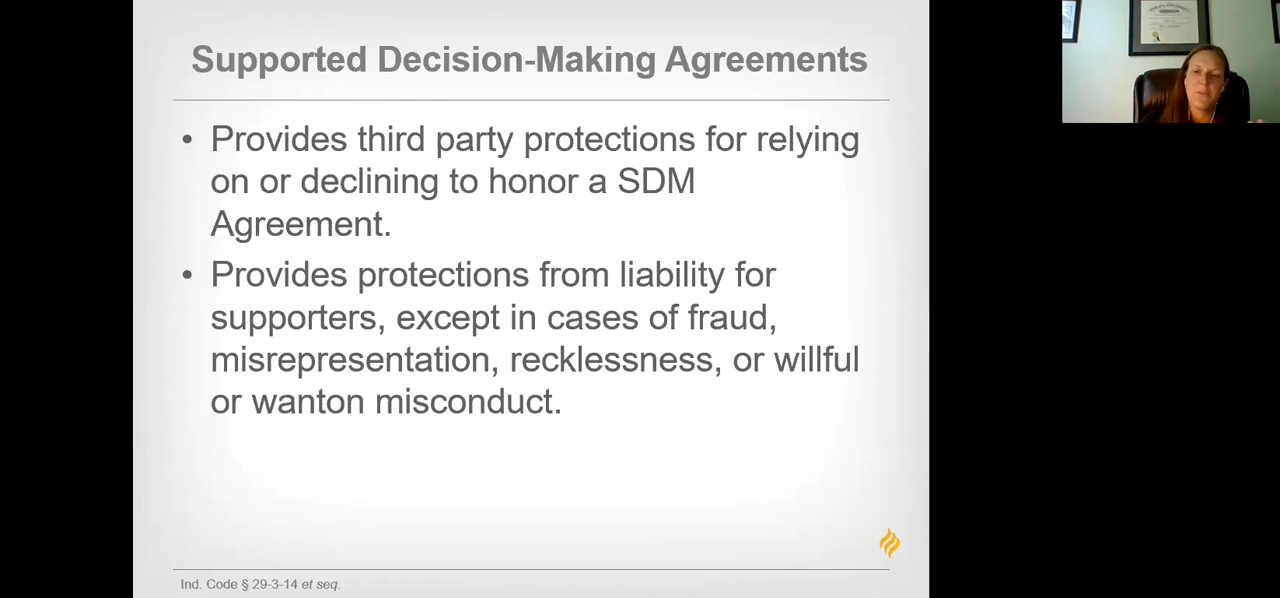 Supported Decision-Making Agreements
• Provides third party protections for relying
on or declining to honor a SDM
Agreement.
• Provides protections from liability for
supporters, except in cases of fraud,
misrepresentation, recklessness, or willful
or wanton misconduct.
Ind. Code § 29-3-14 et seq.